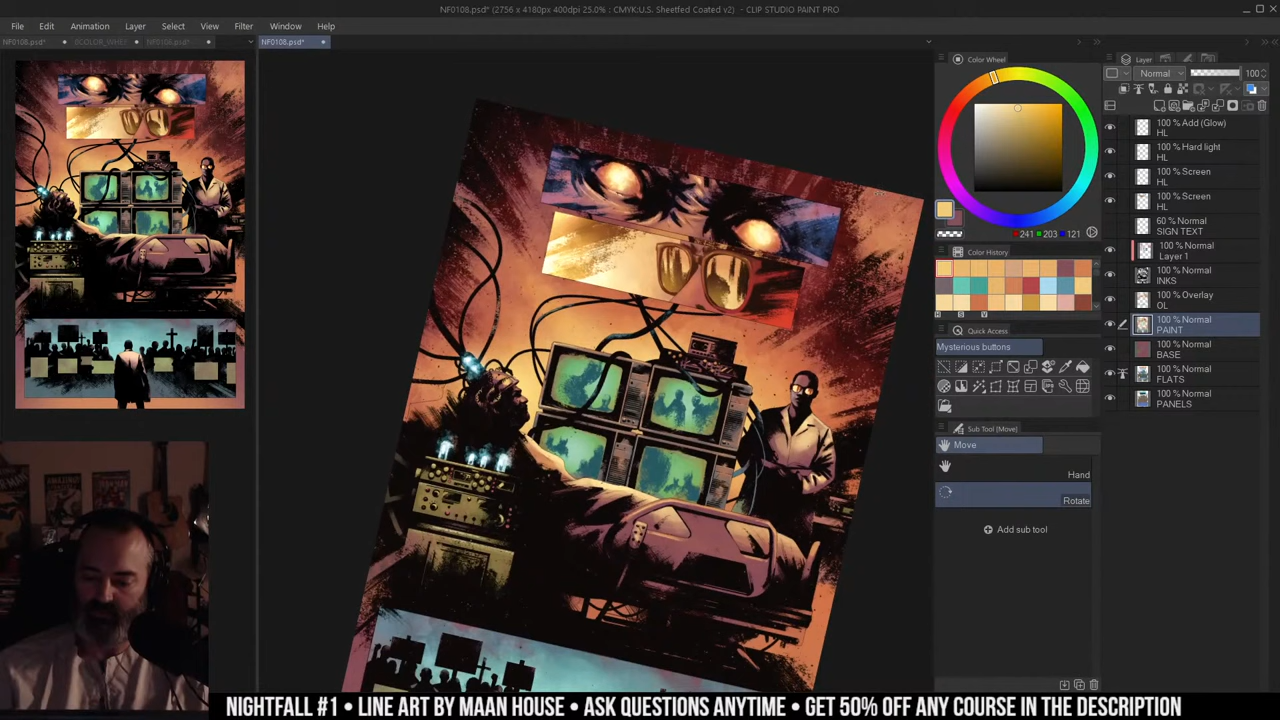 NF0108.psd* (2756 x 4180px 400dpi 25.0% : CMYK:U.S. Sheetfed Coated v2) - CLIP STUDIO PAINT PRO
File Edit Animation Layer Select View Filter Window Help
NF0108.psd* NF0108.psd*
Color Wheel
241 203 121
Color History
H S V
Quick Access
Mysterious buttons
Sub Tool [Move]
Move
Hand
Rotate
Add sub tool
Layer
Normal 100
100 % Add (Glow)
HL
100 % Hard light
HL
100 % Screen
HL
100 % Screen
HL
60 % Normal
SIGN TEXT
100 % Normal
Layer 1
100 % Normal
INKS
100 % Overlay
OL
100 % Normal
PAINT
100 % Normal
BASE
100 % Normal
FLATS
100 % Normal
PANELS
NIGHTFALL #1 • LINE ART BY MAAN HOUSE • ASK QUESTIONS ANYTIME • GET 50% OFF ANY COURSE IN THE DESCRIPTION